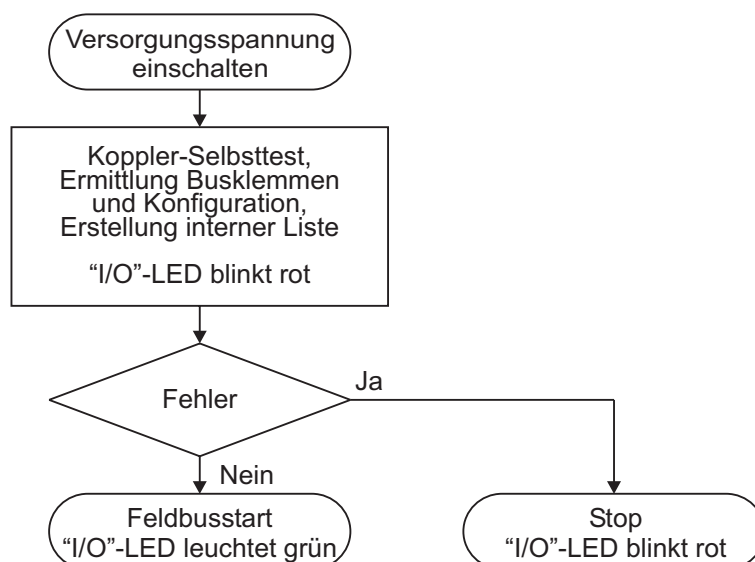 Versorgungsspannung
einschalten
Koppler-Selbsttest,
Ermittlung Busklemmen
und Konfiguration,
Erstellung interner Liste
“I/O”-LED blinkt rot
Fehler
Ja
Nein
Feldbusstart
“I/O”-LED leuchtet grün
Stop
“I/O”-LED blinkt rot